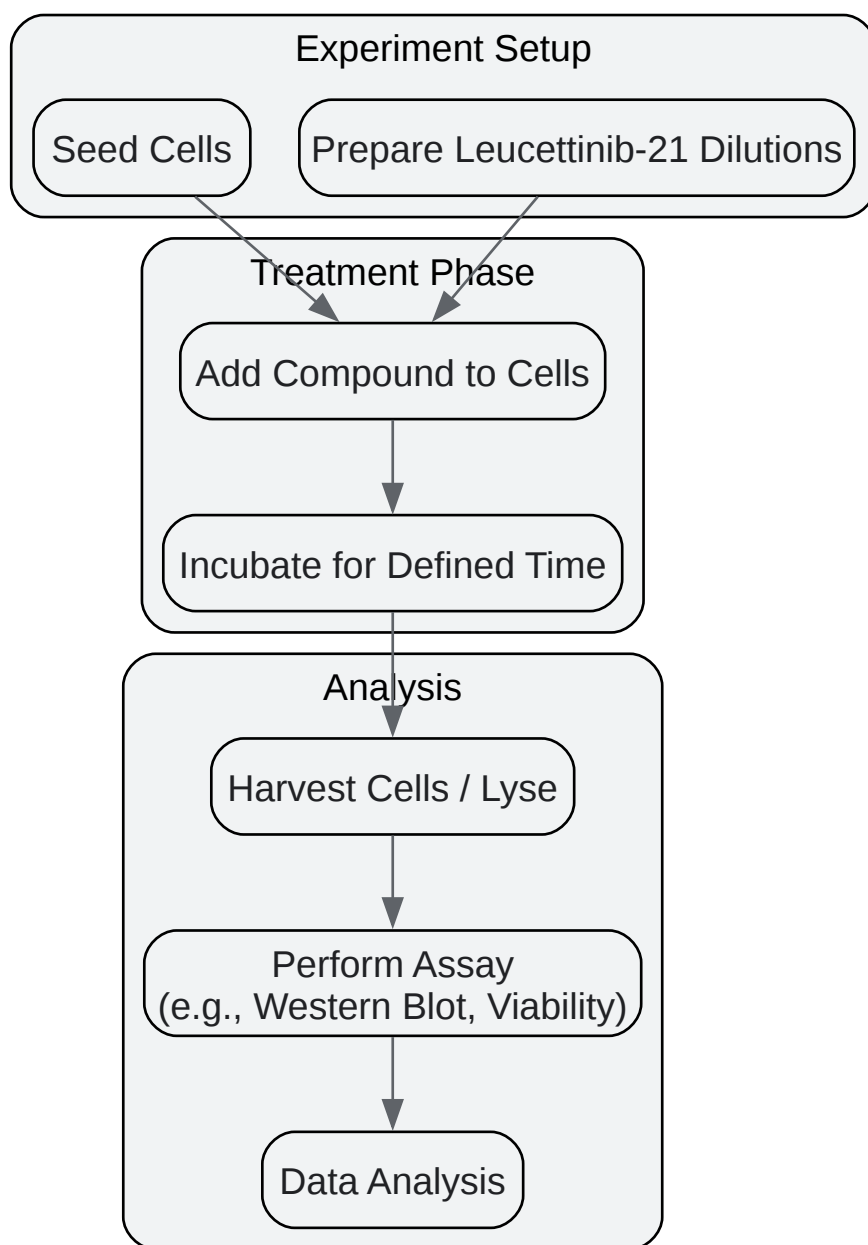 Experiment Setup
Seed Cells
Prepare Leucettinib-21 Dilutions
Treatment Phase
Add Compound to Cells
Incubate for Defined Time
Analysis
Harvest Cells / Lyse
Perform Assay
(e.g., Western Blot, Viability)
Data Analysis